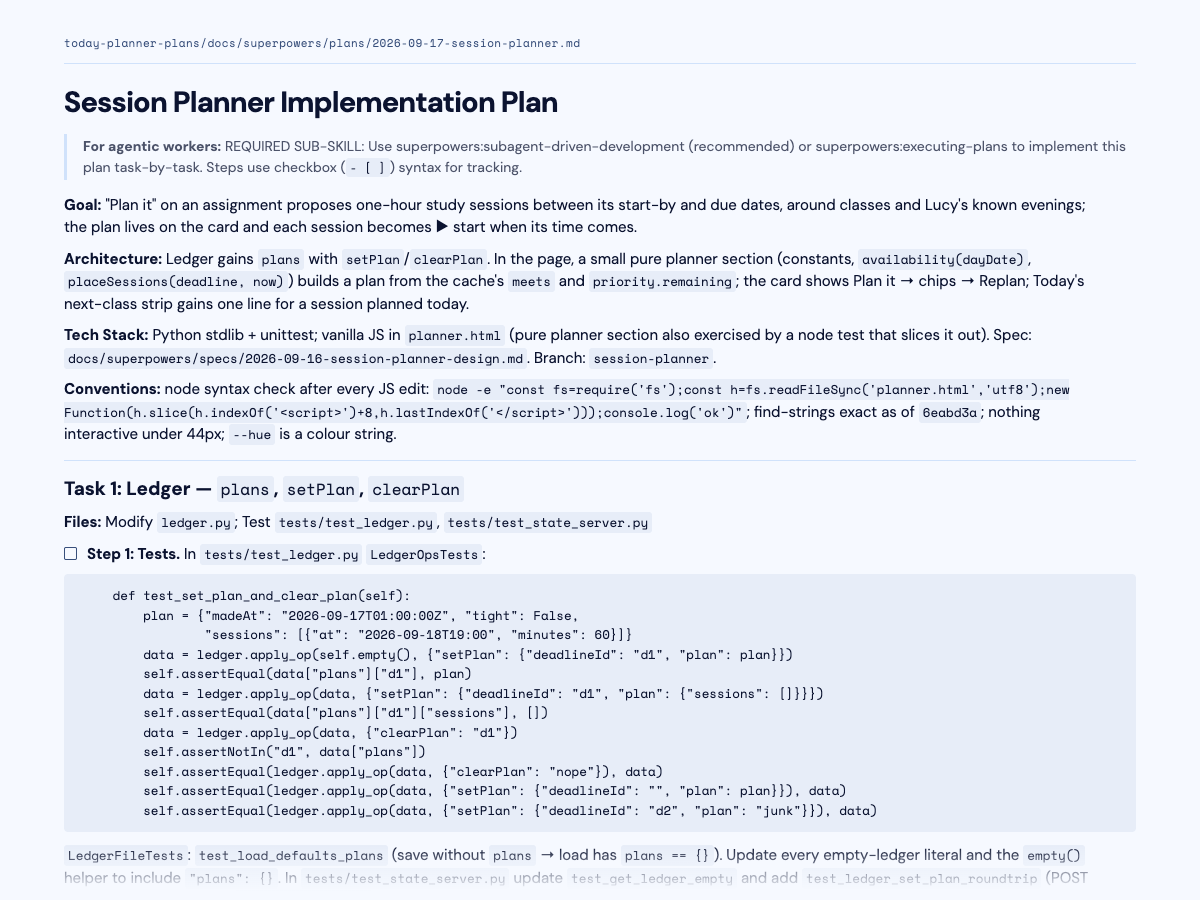 today-planner-plans/docs/superpowers/plans/2026-09-17-session-planner.md
Session Planner Implementation Plan
For agentic workers: REQUIRED SUB-SKILL: Use superpowers:subagent-driven-development (recommended) or superpowers:executing-plans to implement this
plan task-by-task. Steps use checkbox (- [ ]) syntax for tracking.
Goal: "Plan it" on an assignment proposes one-hour study sessions between its start-by and due dates, around classes and Lucy's known evenings;
the plan lives on the card and each session becomes ▶ start when its time comes.
Architecture: Ledger gains plans with setPlan/clearPlan. In the page, a small pure planner section (constants, availability(dayDate),
placeSessions(deadline, now)) builds a plan from the cache's meets and priority.remaining; the card shows Plan it → chips → Replan; Today's
next-class strip gains one line for a session planned today.
Tech Stack: Python stdlib + unittest; vanilla JS in planner.html (pure planner section also exercised by a node test that slices it out). Spec:
docs/superpowers/specs/2026-09-16-session-planner-design.md. Branch: session-planner.
Conventions: node syntax check after every JS edit: node -e "const fs=require('fs');const h=fs.readFileSync('planner.html','utf8');new
Function(h.slice(h.indexOf('<script>')+8,h.lastIndexOf('</script>')));console.log('ok')"; find-strings exact as of 6eabd3a; nothing
interactive under 44px; --hue is a colour string.
Task 1: Ledger — plans, setPlan, clearPlan
Files: Modify ledger.py; Test tests/test_ledger.py, tests/test_state_server.py
Step 1: Tests. In tests/test_ledger.py LedgerOpsTests:
def test_set_plan_and_clear_plan(self):
plan = {"madeAt": "2026-09-17T01:00:00Z", "tight": False,
"sessions": [{"at": "2026-09-18T19:00", "minutes": 60}]}
data = ledger.apply_op(self.empty(), {"setPlan": {"deadlineId": "d1", "plan": plan}})
self.assertEqual(data["plans"]["d1"], plan)
data = ledger.apply_op(data, {"setPlan": {"deadlineId": "d1", "plan": {"sessions": []}}})
self.assertEqual(data["plans"]["d1"]["sessions"], [])
data = ledger.apply_op(data, {"clearPlan": "d1"})
self.assertNotIn("d1", data["plans"])
self.assertEqual(ledger.apply_op(data, {"clearPlan": "nope"}), data)
self.assertEqual(ledger.apply_op(data, {"setPlan": {"deadlineId": "", "plan": plan}}), data)
self.assertEqual(ledger.apply_op(data, {"setPlan": {"deadlineId": "d2", "plan": "junk"}}), data)
LedgerFileTests: test_load_defaults_plans (save without plans → load has plans == {}). Update every empty-ledger literal and the empty()
helper to include "plans": {}. In tests/test_state_server.py update test_get_ledger_empty and add test_ledger_set_plan_roundtrip (POST